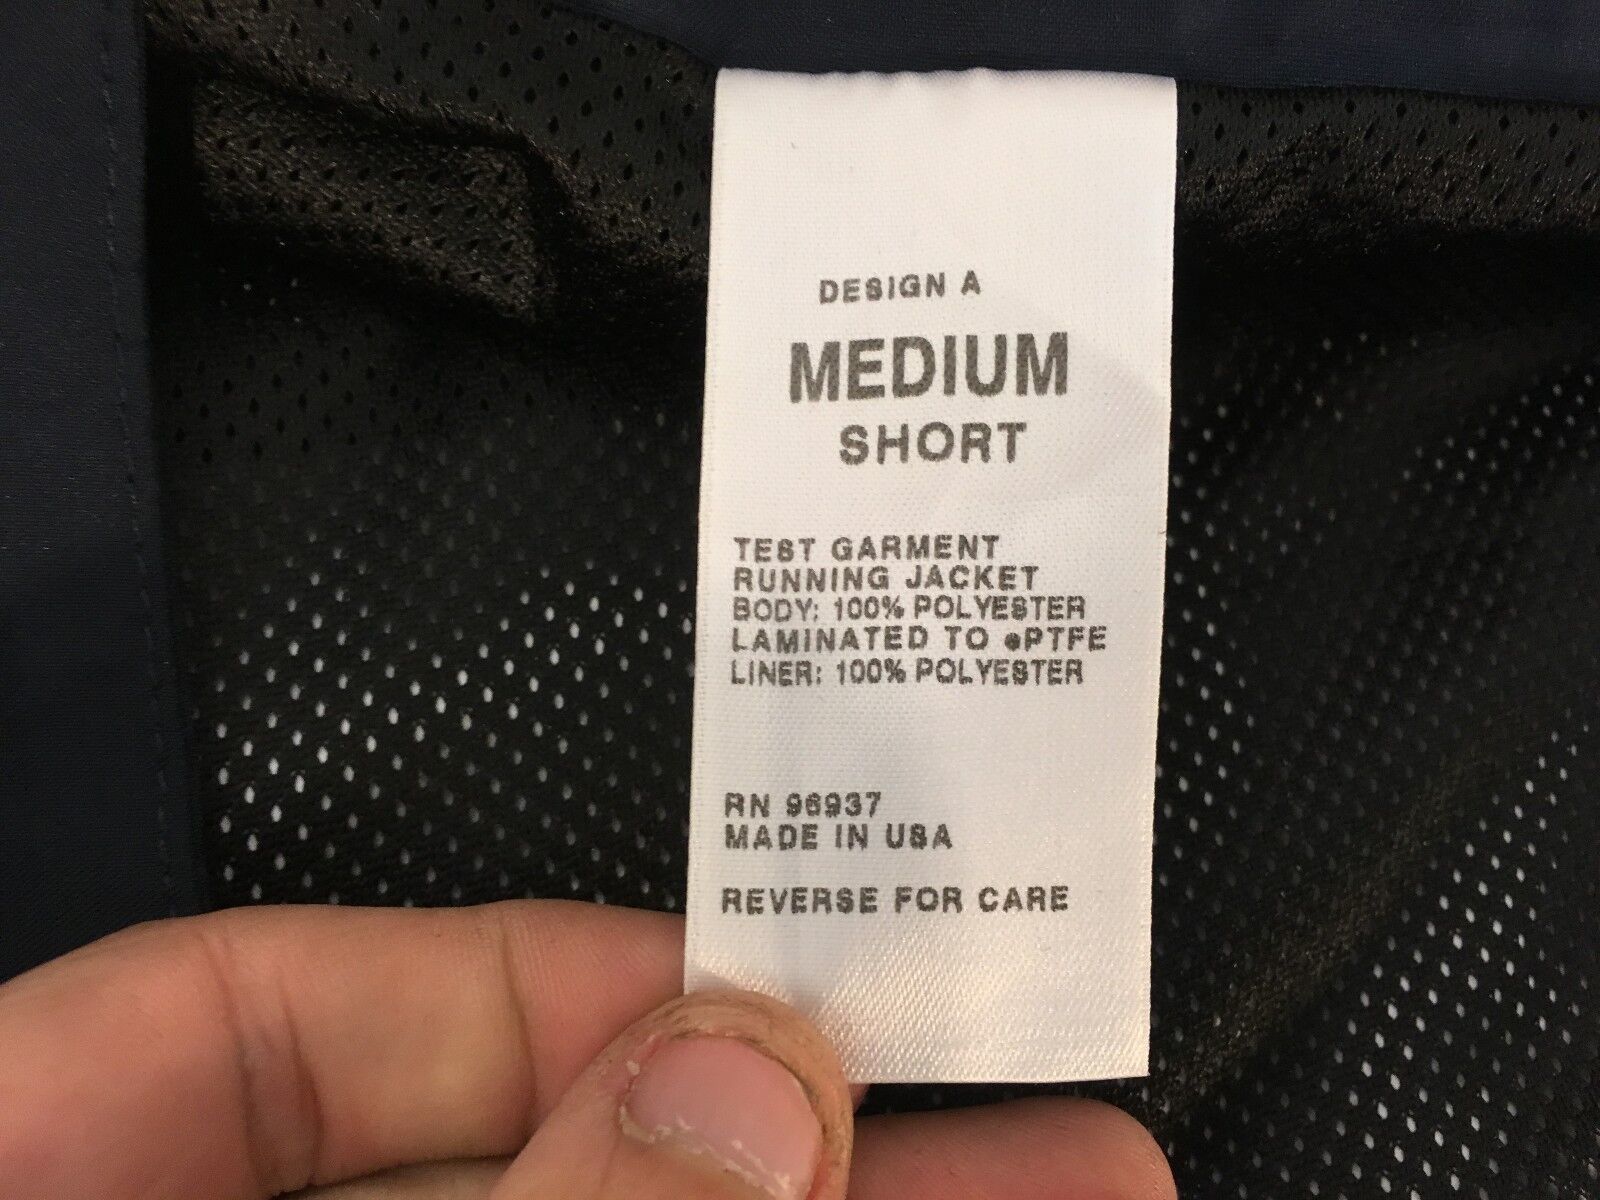 DESIGN A
MEDIUM
SHORT
TEST GARMENT
RUNNING JACKET
BODY: 100% POLYESTER
LAMINATED TO ePTFE
LINER: 100% POLYESTER
RN 96937
MADE IN USA
REVERSE FOR CARE